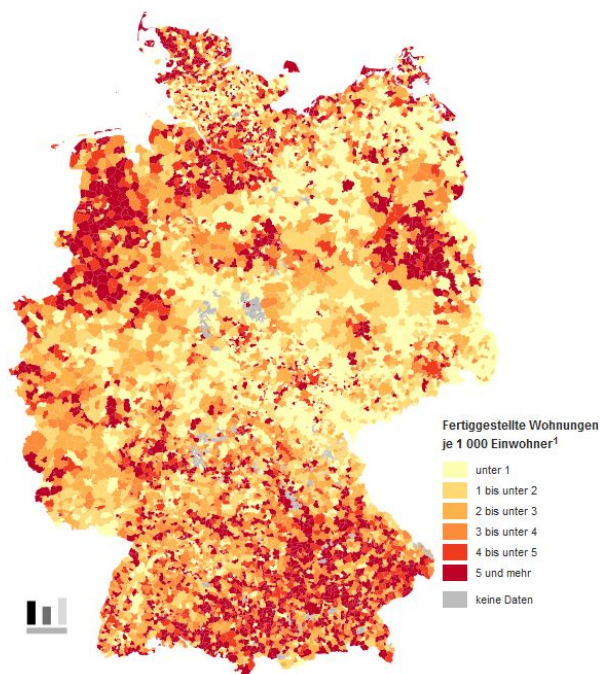 Fertiggestellte Wohnungen
je 1 000 Einwohner¹
unter 1
1 bis unter 2
2 bis unter 3
3 bis unter 4
4 bis unter 5
5 und mehr
keine Daten